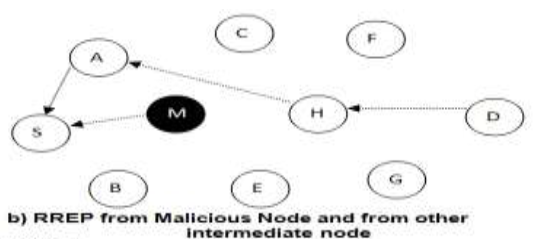 C
F
A
M
H
D
S
B
E
G
b) RREP from Malicious Node and from other
intermediate node